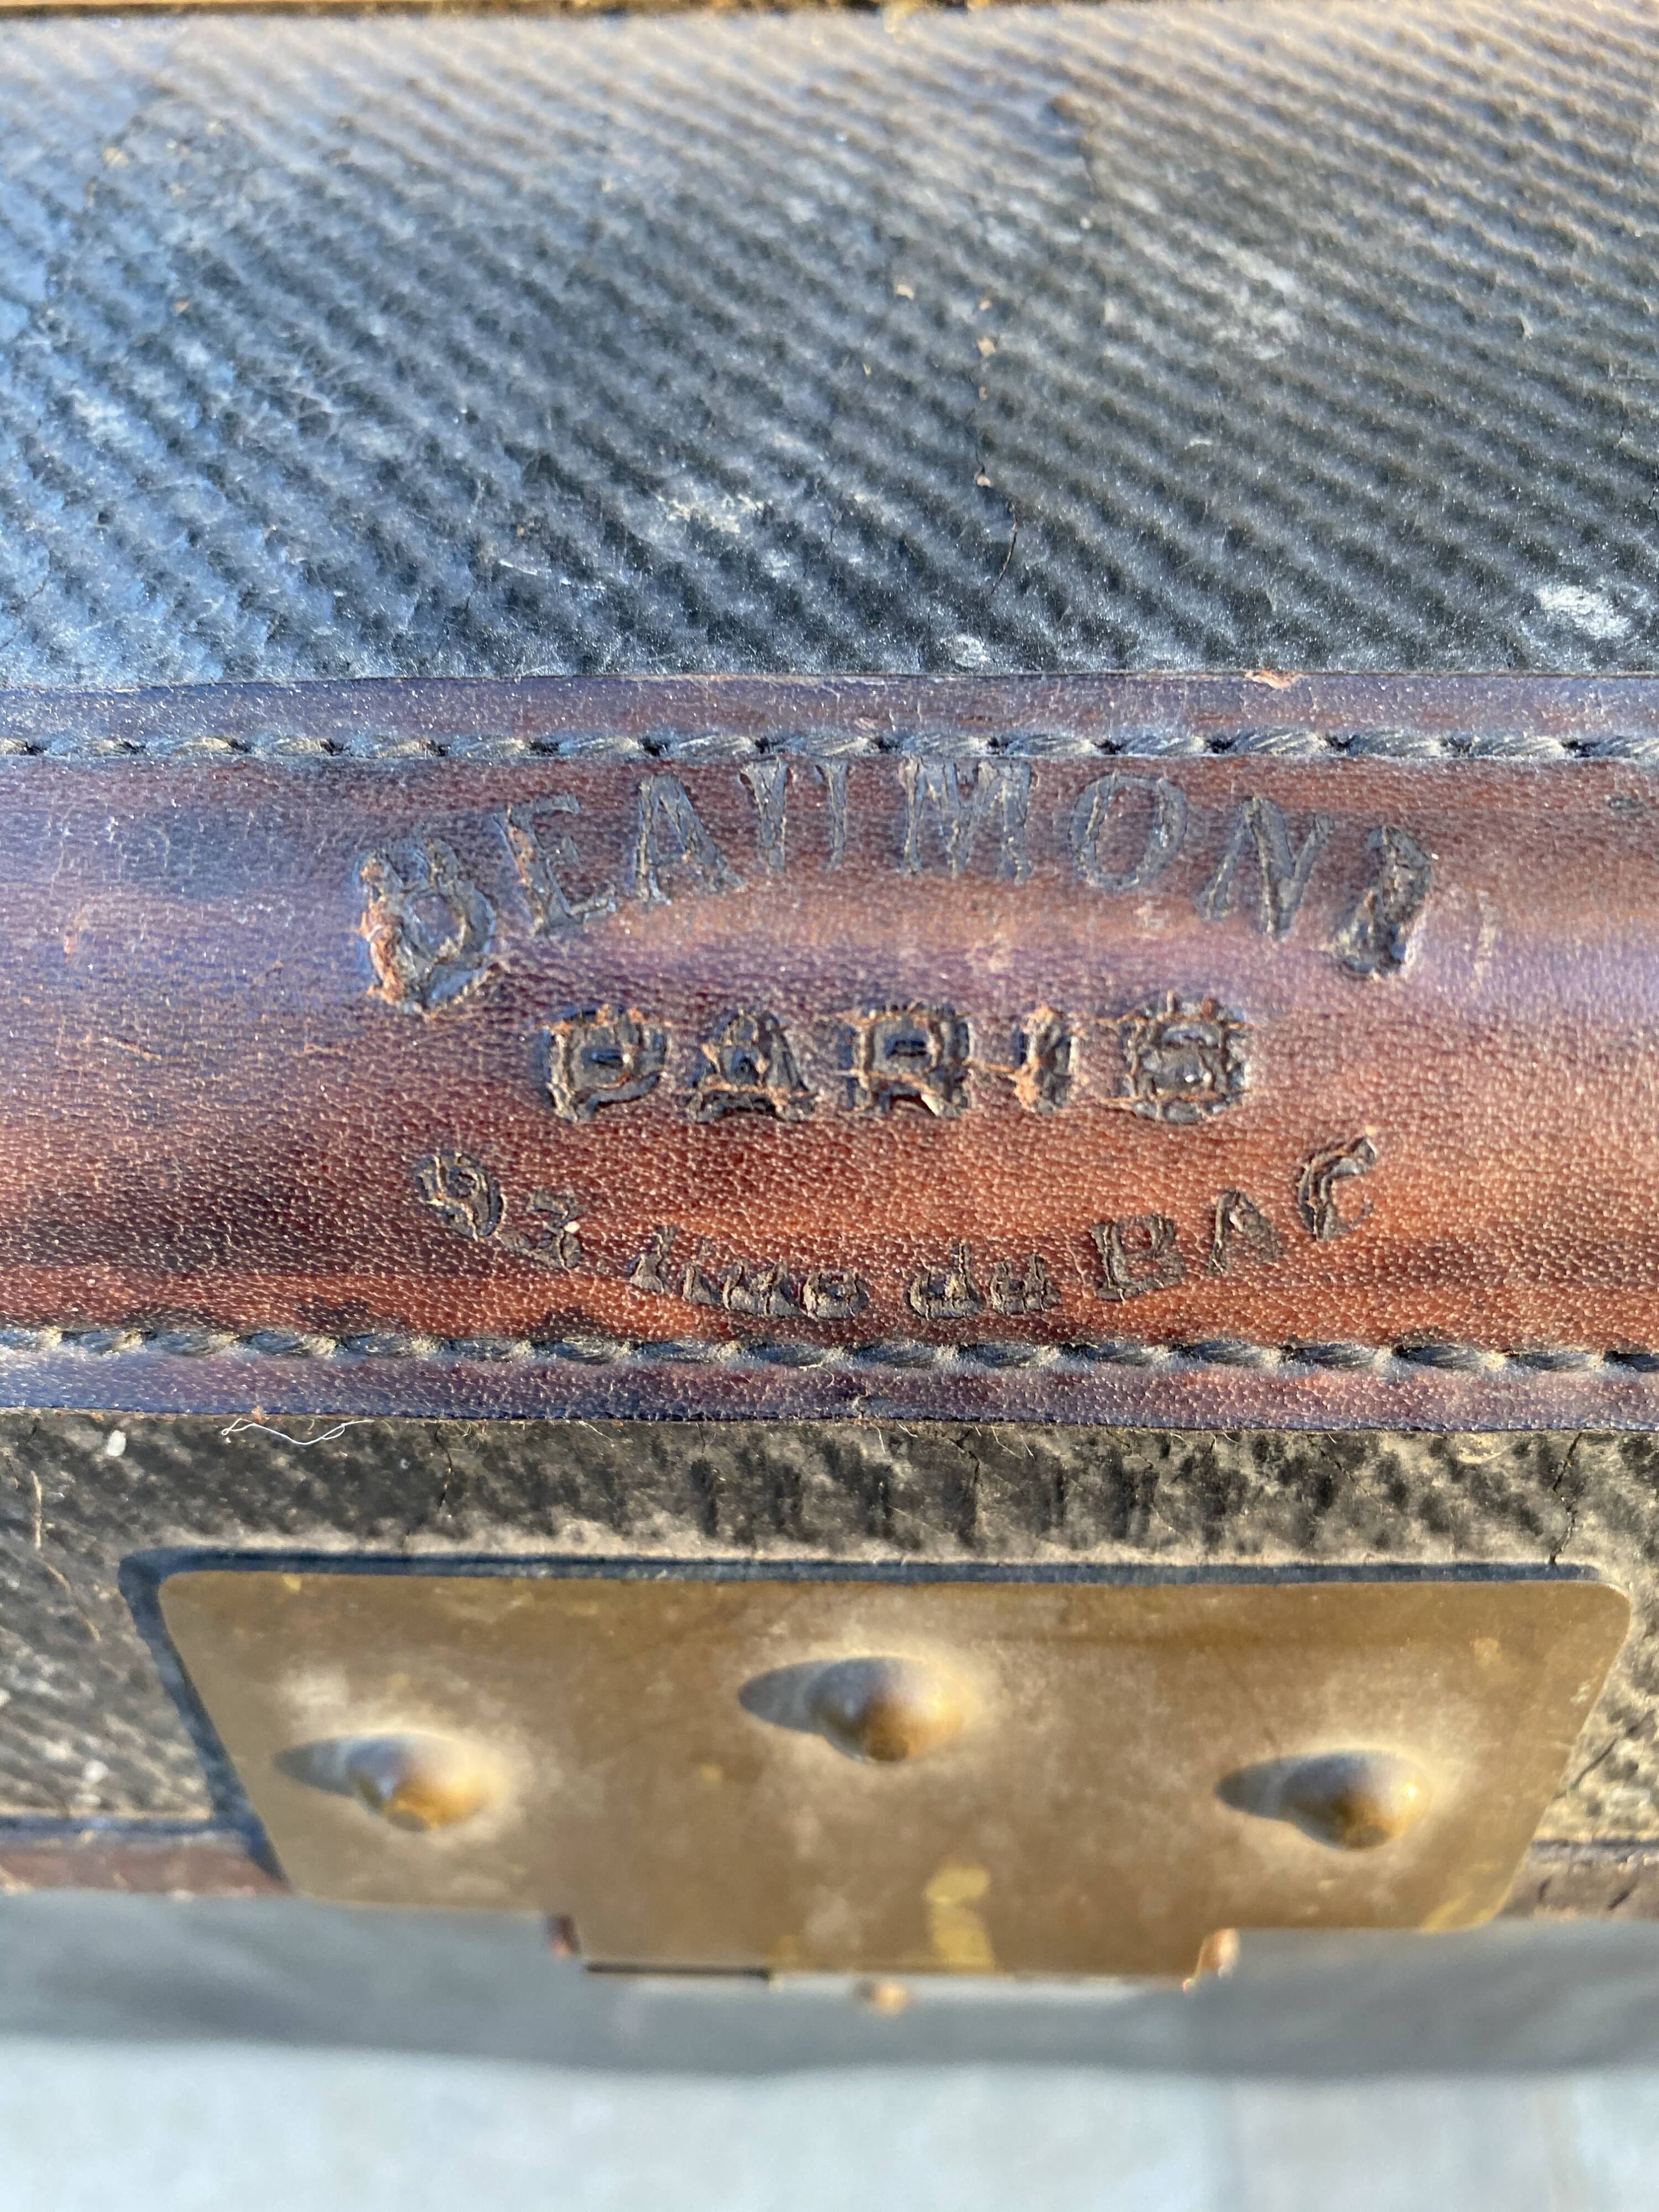 BEAUMONT
PARIS
93 Rue du BAC